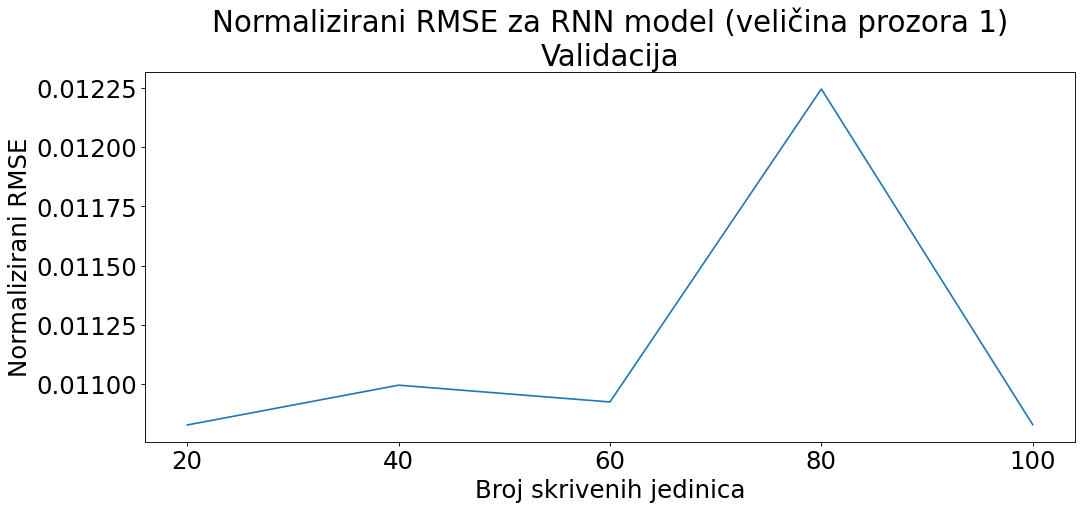 Normalizirani RMSE za RNN model (veličina prozora 1)
Validacija
Normalizirani RMSE
0.01225
0.01200
0.01175
0.01150
0.01125
0.01100
20 40 60 80 100
Broj skrivenih jedinica